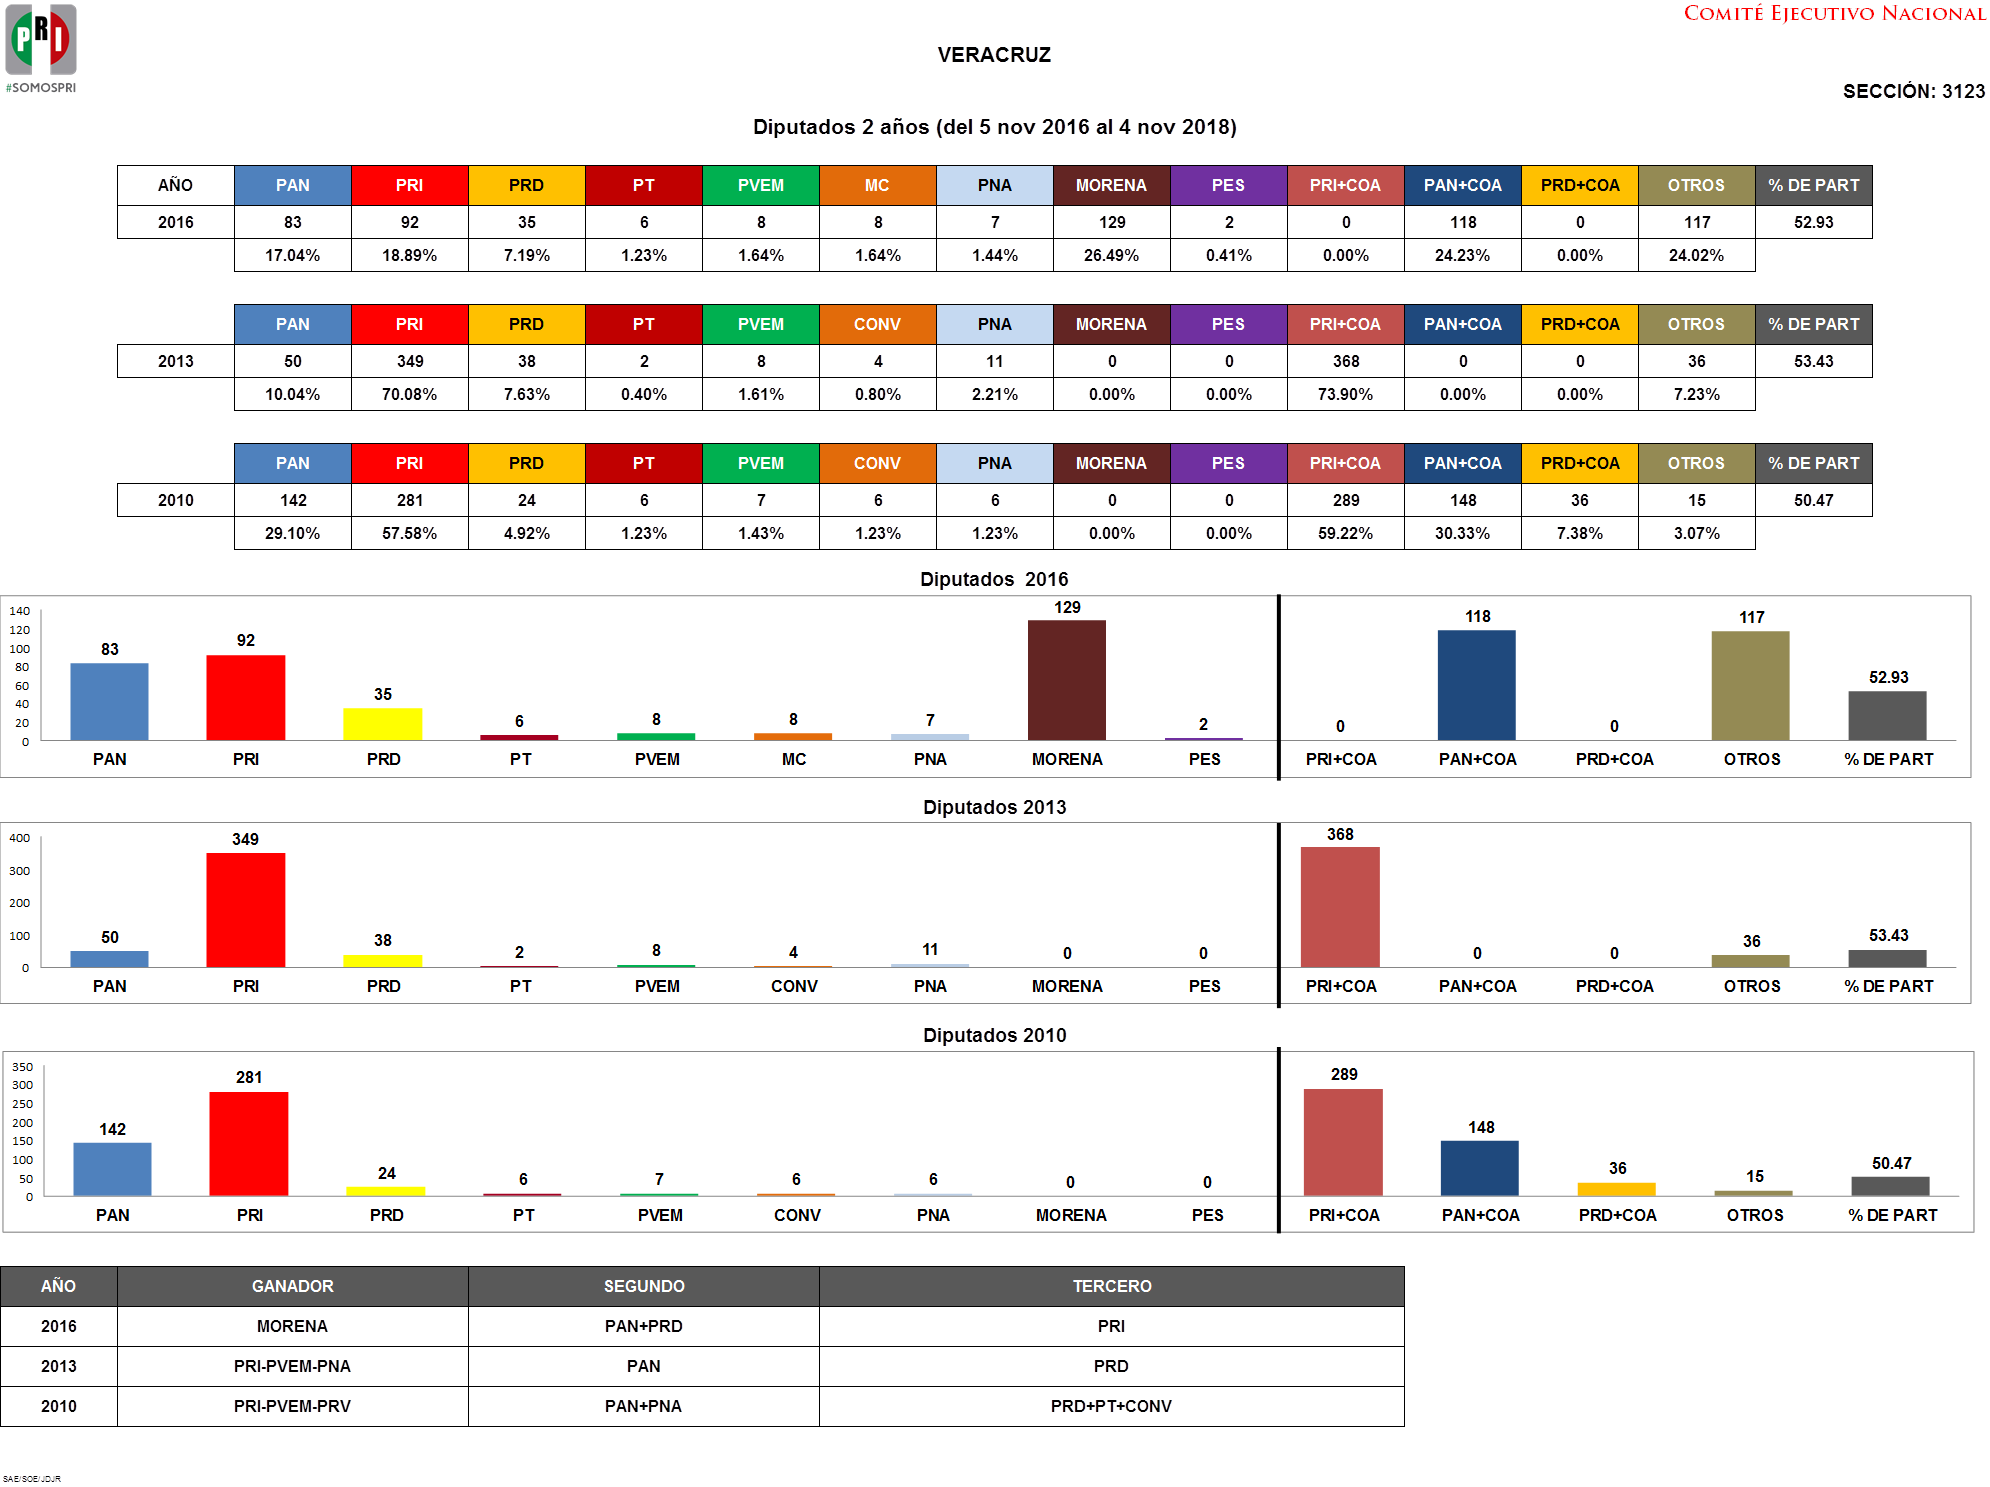 PRI
#SOMOSPRI
COMITÉ EJECUTIVO NACIONAL
VERACRUZ
SECCIÓN: 3123
Diputados 2 años (del 5 nov 2016 al 4 nov 2018)
AÑO PAN PRI PRD PT PVEM MC PNA MORENA PES PRI+COA PAN+COA PRD+COA OTROS % DE PART
2016 83 92 35 6 8 8 7 129 2 0 118 0 117 52.93
17.04% 18.89% 7.19% 1.23% 1.64% 1.64% 1.44% 26.49% 0.41% 0.00% 24.23% 0.00% 24.02%
PAN PRI PRD PT PVEM CONV PNA MORENA PES PRI+COA PAN+COA PRD+COA OTROS % DE PART
2013 50 349 38 2 8 4 11 0 0 368 0 0 36 53.43
10.04% 70.08% 7.63% 0.40% 1.61% 0.80% 2.21% 0.00% 0.00% 73.90% 0.00% 0.00% 7.23%
PAN PRI PRD PT PVEM CONV PNA MORENA PES PRI+COA PAN+COA PRD+COA OTROS % DE PART
2010 142 281 24 6 7 6 6 0 0 289 148 36 15 50.47
29.10% 57.58% 4.92% 1.23% 1.43% 1.23% 1.23% 0.00% 0.00% 59.22% 30.33% 7.38% 3.07%
Diputados 2016
140
120
100
80
60
40
20
0
83 92 35 6 8 8 7 129 2 0 118 0 117 52.93
PAN PRI PRD PT PVEM MC PNA MORENA PES PRI+COA PAN+COA PRD+COA OTROS % DE PART
Diputados 2013
400
300
200
100
0
50 349 38 2 8 4 11 0 0 368 0 0 36 53.43
PAN PRI PRD PT PVEM CONV PNA MORENA PES PRI+COA PAN+COA PRD+COA OTROS % DE PART
Diputados 2010
350
300
250
200
150
100
50
0
142 281 24 6 7 6 6 0 0 289 148 36 15 50.47
PAN PRI PRD PT PVEM CONV PNA MORENA PES PRI+COA PAN+COA PRD+COA OTROS % DE PART
AÑO GANADOR SEGUNDO TERCERO
2016 MORENA PAN+PRD PRI
2013 PRI-PVEM-PNA PAN PRD
2010 PRI-PVEM-PRV PAN+PNA PRD+PT+CONV
SAE/SOE/JDJR